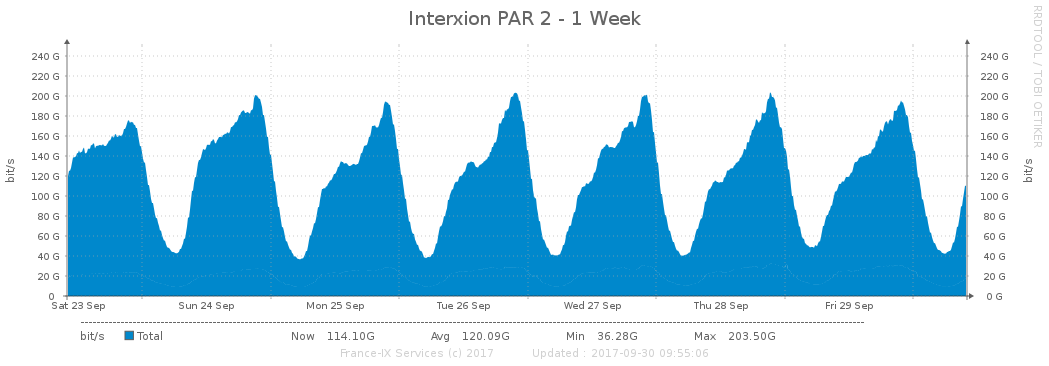 Interxion PAR 2 - 1 Week
RRDTOOL / TOBI OETIKER
bit/s
240 G 240 G
220 G 220 G
200 G 200 G
180 G 180 G
160 G 160 G
140 G 140 G
120 G 120 G
100 G 100 G
80 G 80 G
60 G 60 G
40 G 40 G
20 G 20 G
0 0 G
bit/s
Sat 23 Sep Sun 24 Sep Mon 25 Sep Tue 26 Sep Wed 27 Sep Thu 28 Sep Fri 29 Sep
bit/s Total Now 114.10G Avg 120.09G Min 36.28G Max 203.50G
France-IX Services (c) 2017 Updated : 2017-09-30 09:55:06